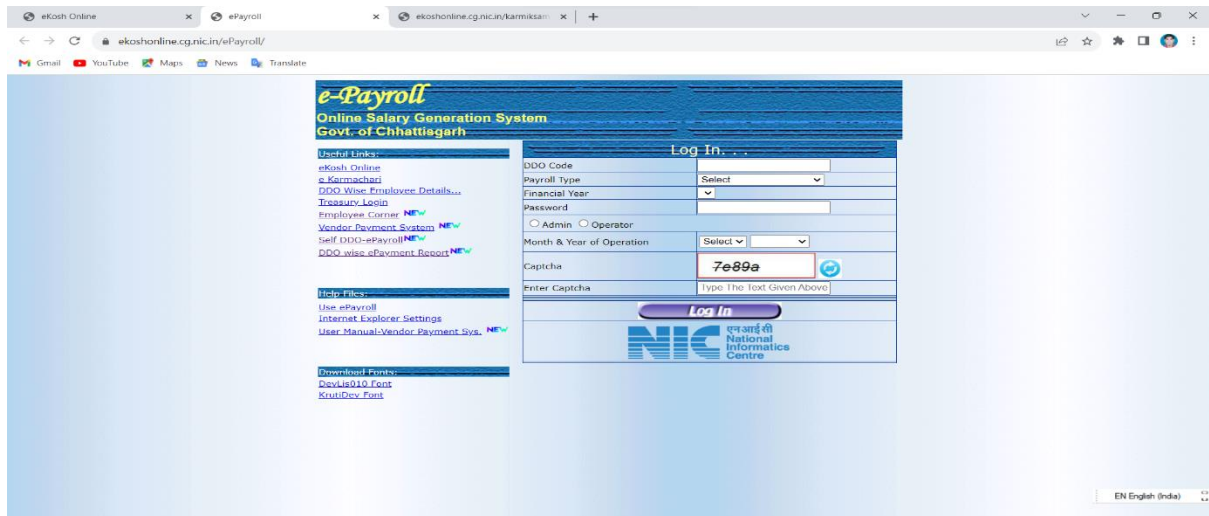 eKosh Online
ePayroll
ekoshonline.cg.nic.in/karmiksam
ekoshonline.cg.nic.in/ePayroll/
Gmail YouTube Maps News Translate
e-Payroll
Online Salary Generation System
Govt. of Chhattisgarh
Useful Links:
eKosh Online
e Karmachari
DDO Wise Employee Details...
Treasury Login
Employee Corner NEW
Vendor Payment System NEW
Self DDO-ePayroll NEW
DDO wise ePayment Report NEW
Help Files:
Use ePayroll
Internet Explorer Settings
User Manual-Vendor Payment Sys. NEW
Download Fonts:
DevLis010 Font
KrutiDev Font
Log In. . .
DDO Code
Payroll Type Select
Financial Year
Password
Admin Operator
Month & Year of Operation Select
Captcha 7e89a
Enter Captcha Type The Text Given Above
Log In
NIC
एन आई सी
National
Informatics
Centre
EN English (India)